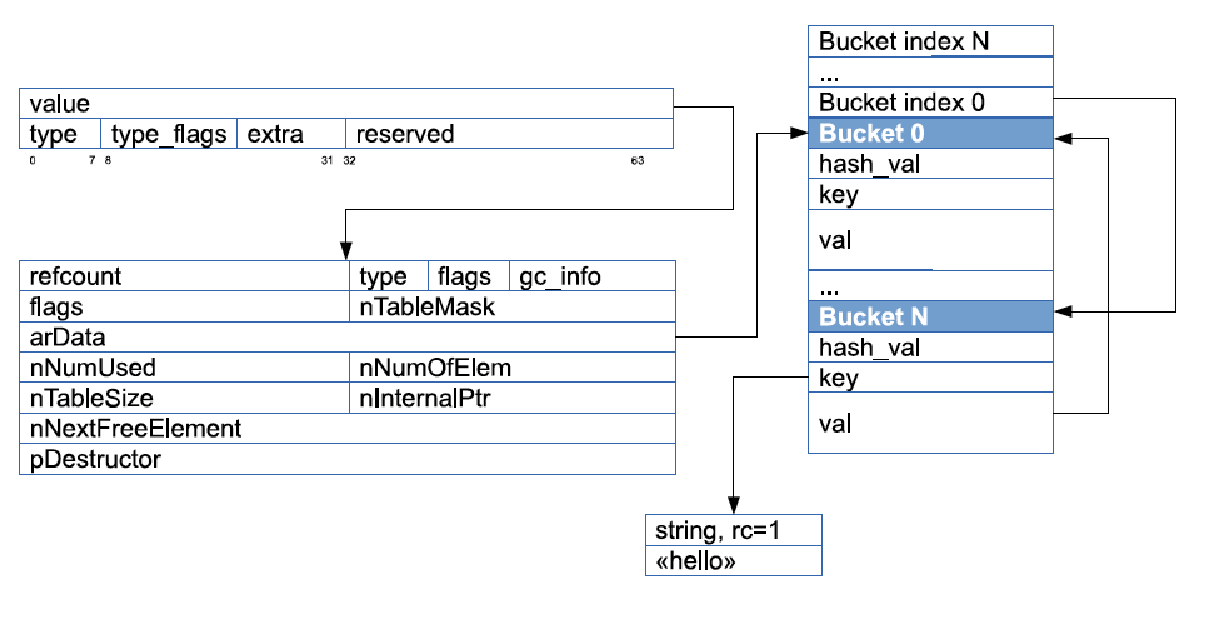 value
type type_flags extra reserved
0 7 8 31 32 63
refcount type flags gc_info
flags nTableMask
arData
nNumUsed nNumOfElem
nTableSize nInternalPtr
nNextFreeElement
pDestructor
Bucket index N
...
Bucket index 0
Bucket 0
hash_val
key
val
...
Bucket N
hash_val
key
val
string, rc=1
«hello»